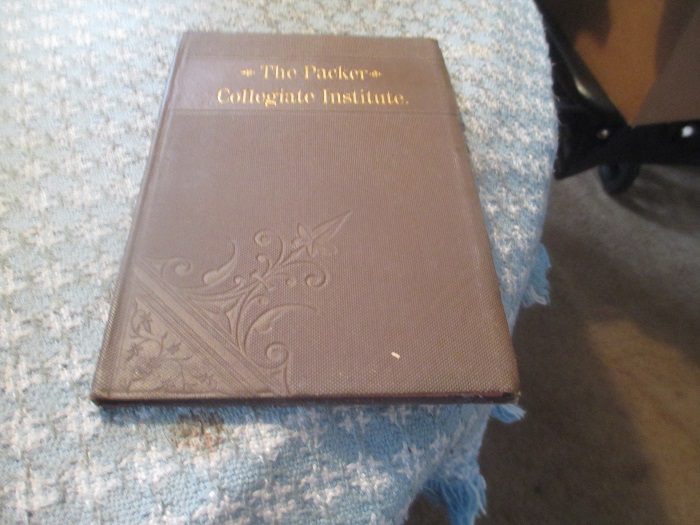 The Packer
Collegiate Institute.